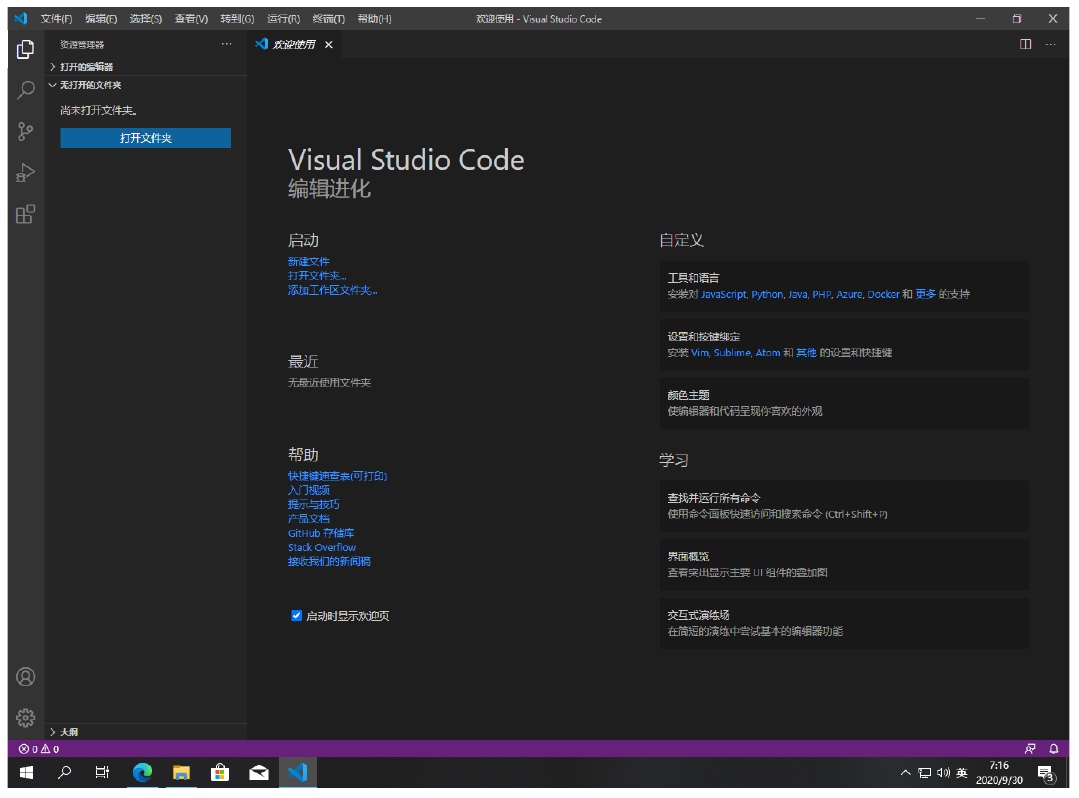 文件(F) 编辑(E) 选择(S) 查看(V) 转到(G) 运行(R) 终端(T) 帮助(H) 欢迎使用 - Visual Studio Code
资源管理器
欢迎使用
打开的编辑器
无打开的文件夹
尚未打开文件夹。
打开文件夹
Visual Studio Code
编辑进化
启动
新建文件
打开文件夹...
添加工作区文件夹...
最近
无最近使用文件夹
帮助
快捷键速查表(可打印)
入门视频
提示与技巧
产品文档
GitHub 存储库
Stack Overflow
接收我们的新闻稿
启动时显示欢迎页
自定义
工具和语言
安装对 JavaScript, Python, Java, PHP, Azure, Docker 和 更多 的支持
设置和按键绑定
安装 Vim, Sublime, Atom 和 其他 的设置和快捷键
颜色主题
使编辑器和代码呈现你喜欢的外观
学习
查找并运行所有命令
使用命令面板快速访问和搜索命令 (Ctrl+Shift+P)
界面概览
查看突出显示主要 UI 组件的叠加图
交互式演练场
在简短的演练中尝试基本的编辑器功能
大纲
0 0
英
7:16
2020/9/30
3